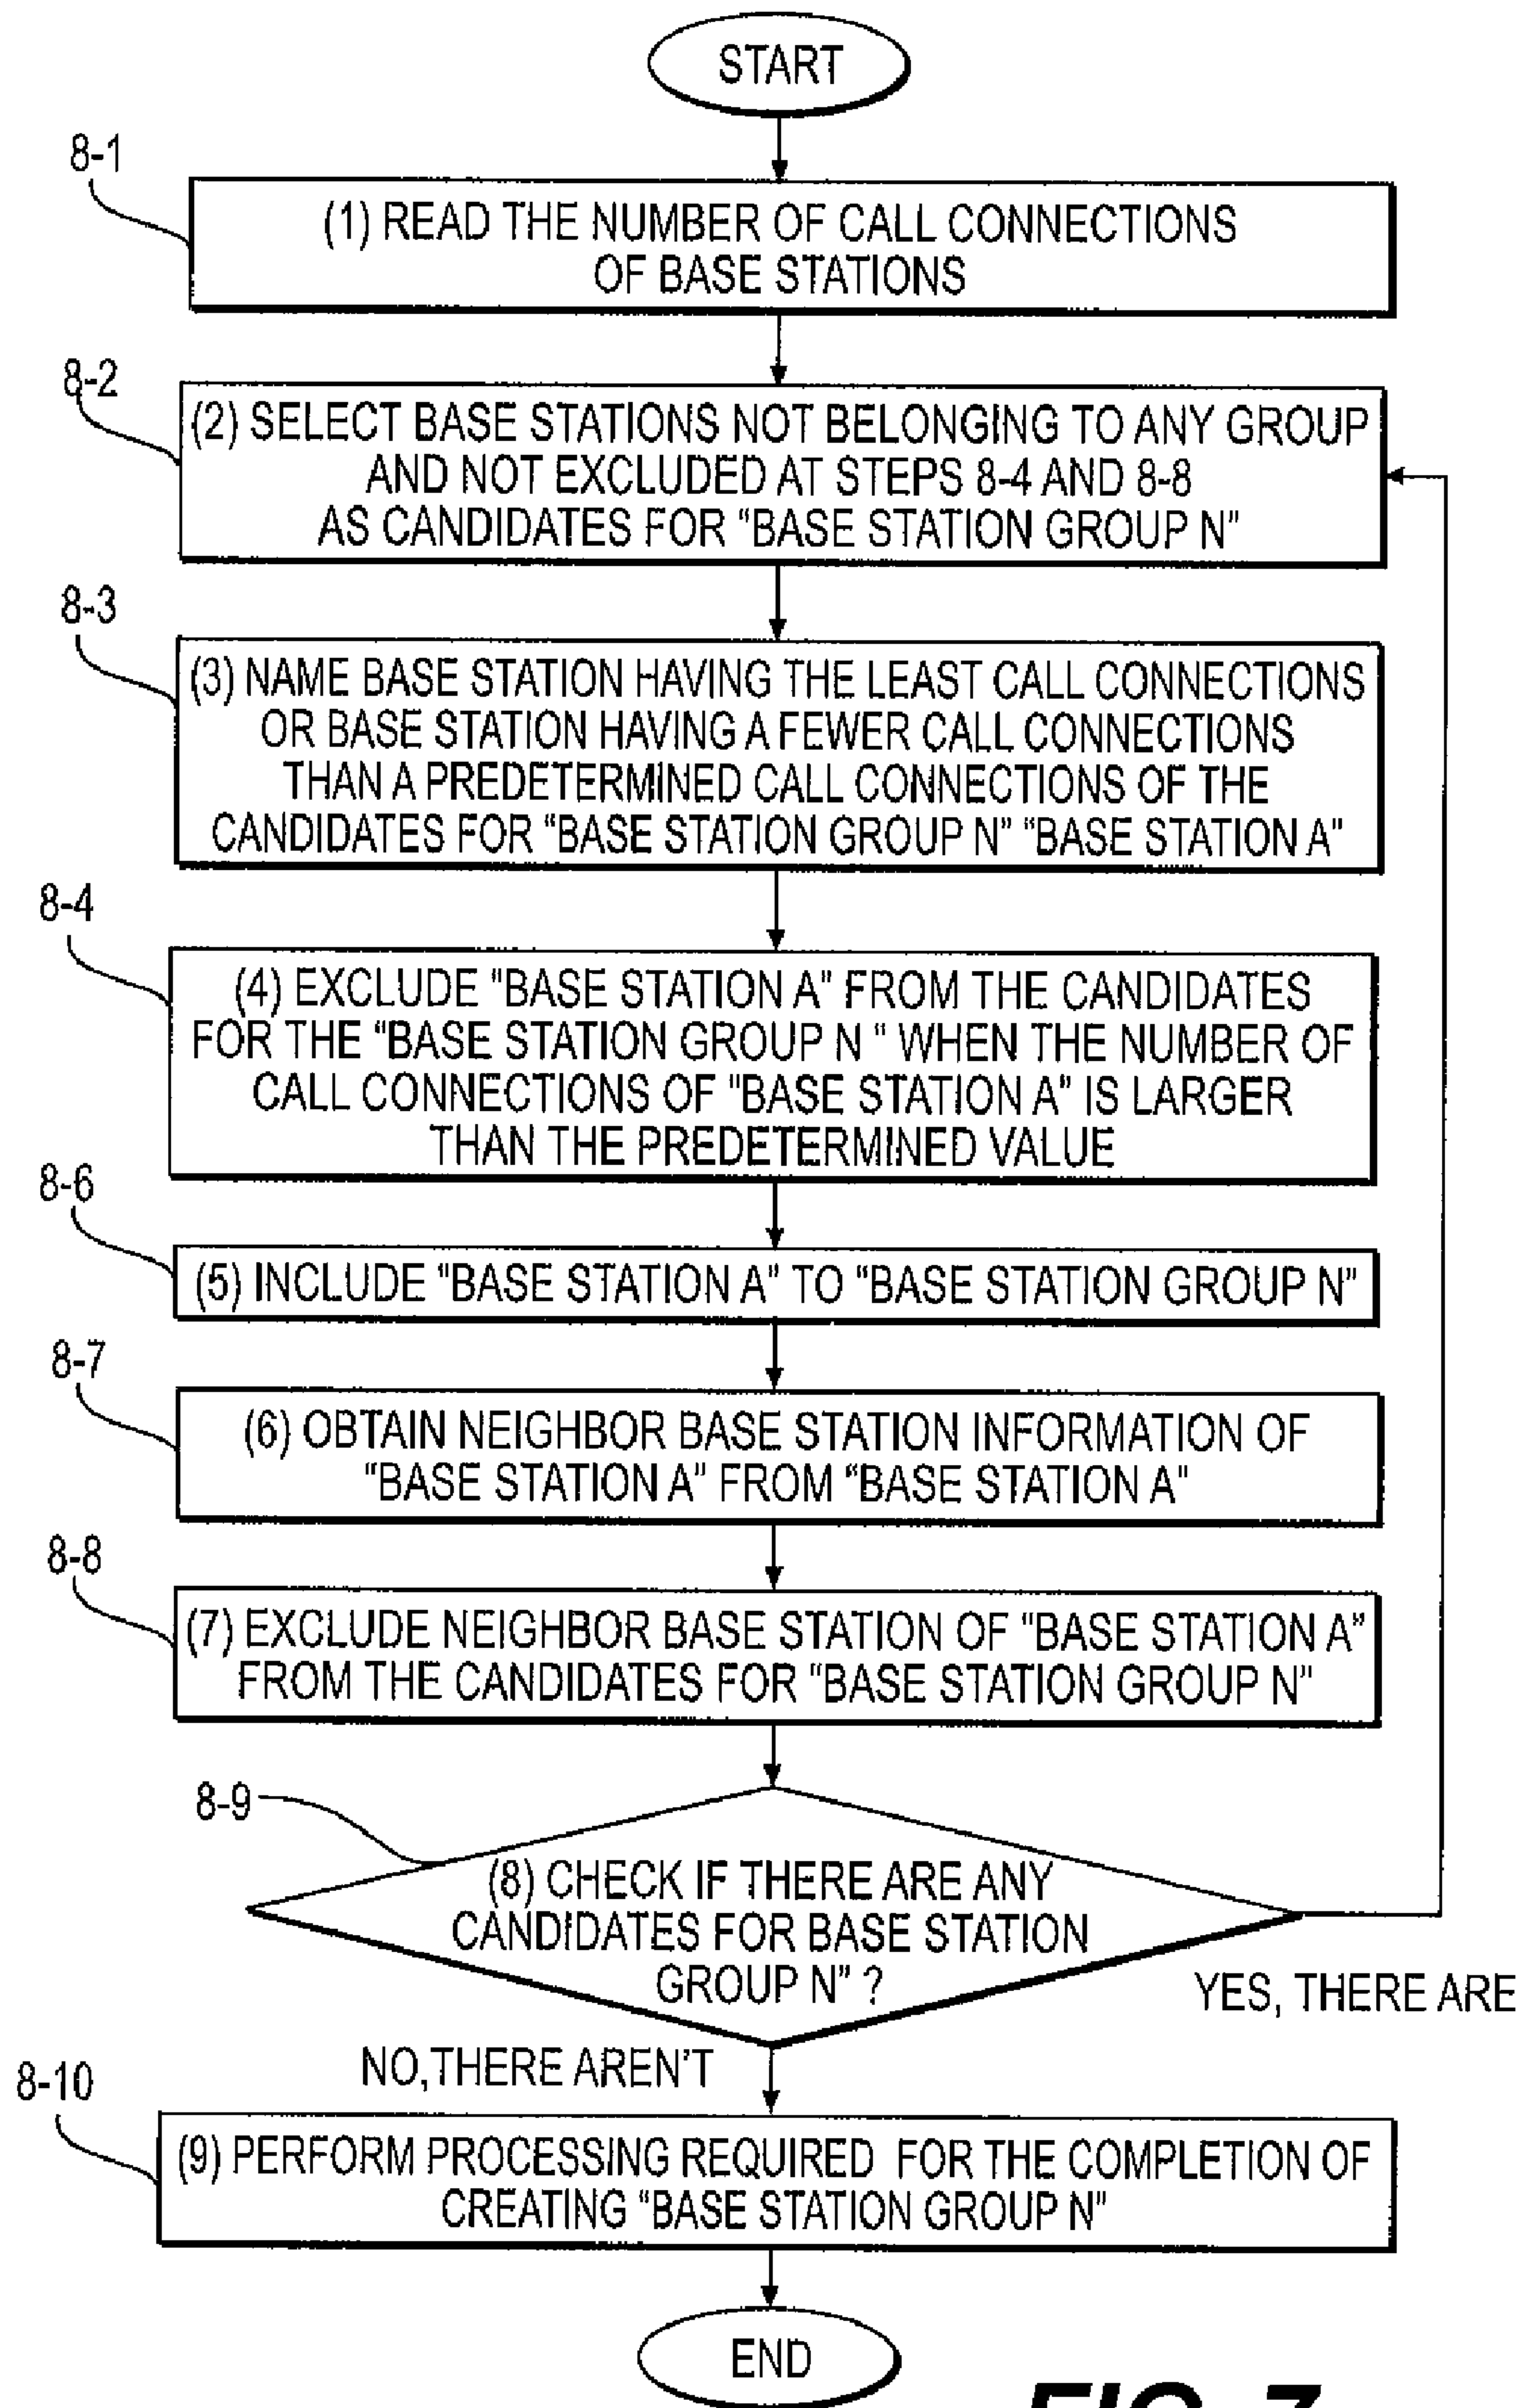 START
8-1
(1) READ THE NUMBER OF CALL CONNECTIONS
OF BASE STATIONS
8-2
(2) SELECT BASE STATIONS NOT BELONGING TO ANY GROUP
AND NOT EXCLUDED AT STEPS 8-4 AND 8-8
AS CANDIDATES FOR "BASE STATION GROUP N"
8-3
(3) NAME BASE STATION HAVING THE LEAST CALL CONNECTIONS
OR BASE STATION HAVING A FEWER CALL CONNECTIONS
THAN A PREDETERMINED CALL CONNECTIONS OF THE
CANDIDATES FOR "BASE STATION GROUP N" "BASE STATION A"
8-4
(4) EXCLUDE "BASE STATION A" FROM THE CANDIDATES
FOR THE "BASE STATION GROUP N " WHEN THE NUMBER OF
CALL CONNECTIONS OF "BASE STATION A" IS LARGER
THAN THE PREDETERMINED VALUE
8-6
(5) INCLUDE "BASE STATION A" TO "BASE STATION GROUP N"
8-7
(6) OBTAIN NEIGHBOR BASE STATION INFORMATION OF
"BASE STATION A" FROM "BASE STATION A"
8-8
(7) EXCLUDE NEIGHBOR BASE STATION OF "BASE STATION A"
FROM THE CANDIDATES FOR "BASE STATION GROUP N"
8-9
(8) CHECK IF THERE ARE ANY
CANDIDATES FOR BASE STATION
GROUP N" ?
YES, THERE ARE
NO,THERE AREN'T
8-10
(9) PERFORM PROCESSING REQUIRED FOR THE COMPLETION OF
CREATING "BASE STATION GROUP N"
END